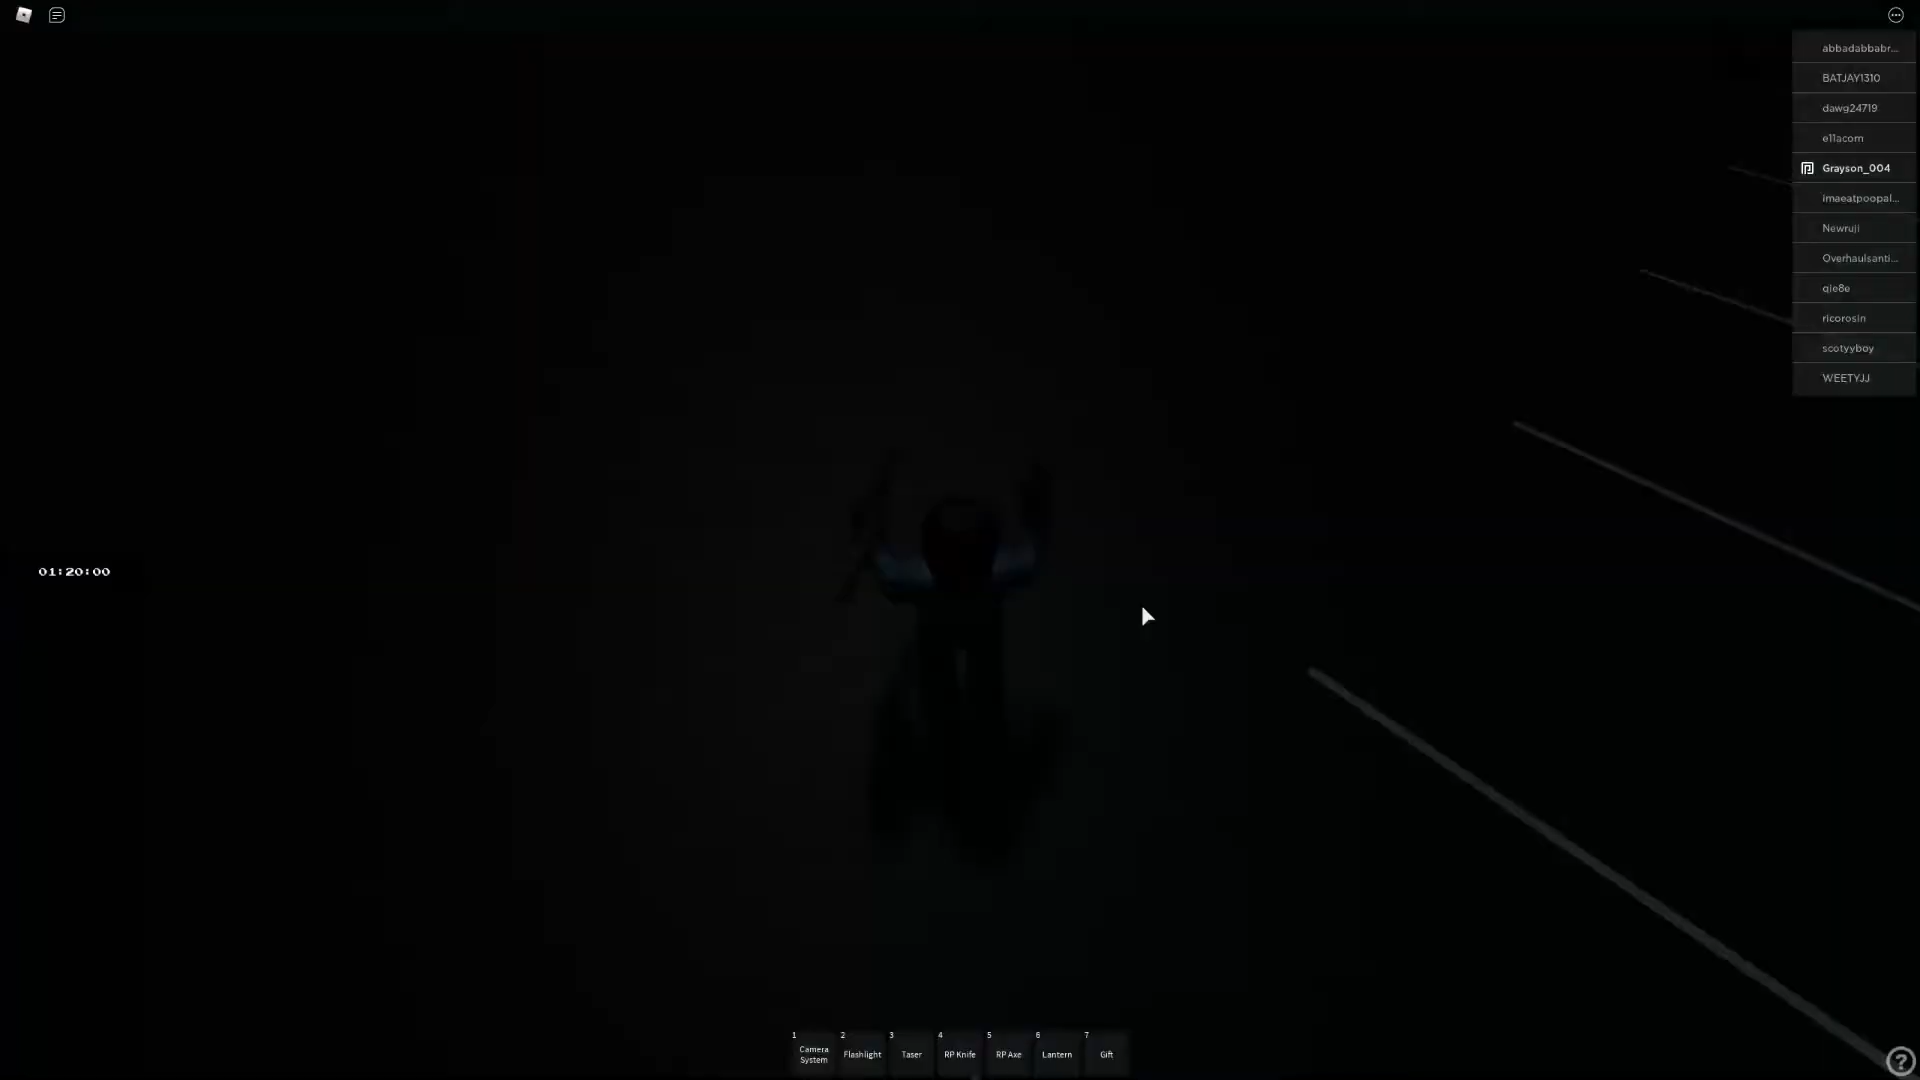 abbadabbabr...
BATJAY1310
dawg24719
e11acom
Grayson_004
imaeatpoopal...
Newruji
Overhaulsanti...
qie8e
ricorosin
scotyyboy
WEETYJJ
01:20:00
1 2 3 4 5 6 7
Camera System Flashlight Taser RP Knife RP Axe Lantern Gift
?